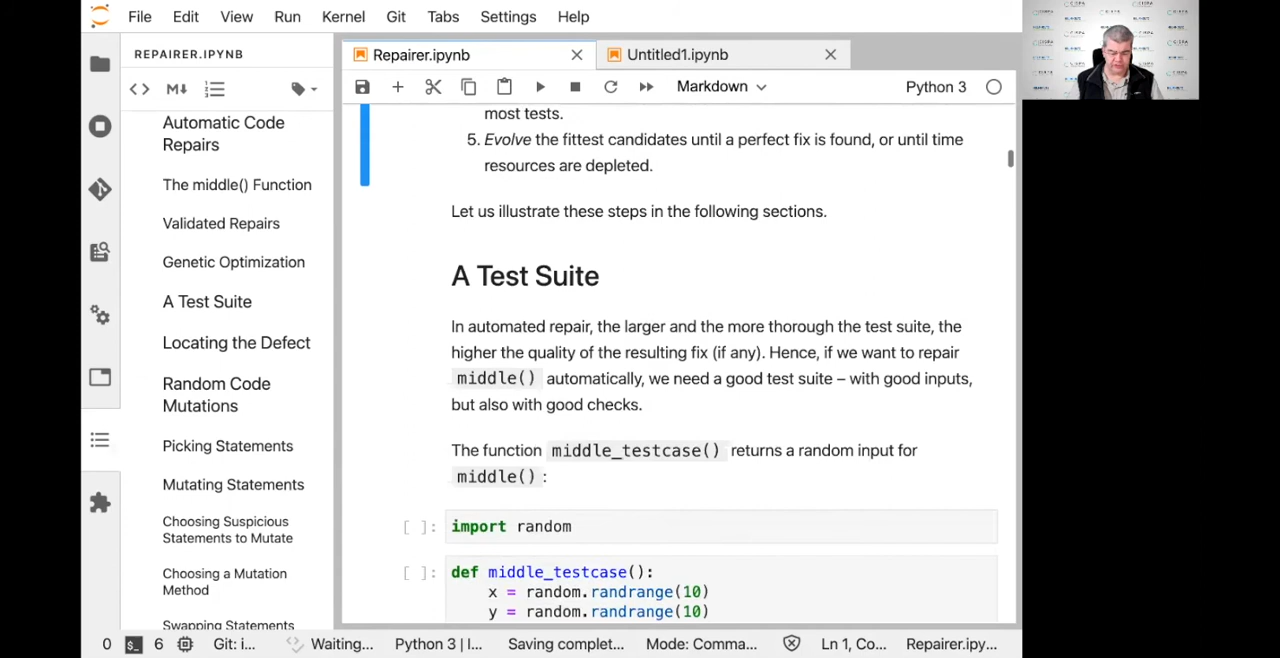 File Edit View Run Kernel Git Tabs Settings Help
REPAIRER.IPYNB
Automatic Code
Repairs
The middle() Function
Validated Repairs
Genetic Optimization
A Test Suite
Locating the Defect
Random Code
Mutations
Picking Statements
Mutating Statements
Choosing Suspicious
Statements to Mutate
Choosing a Mutation
Method
Swapping Statements
Repairer.ipynb
Untitled1.ipynb
Markdown
Python 3
most tests.
5. Evolve the fittest candidates until a perfect fix is found, or until time
resources are depleted.
Let us illustrate these steps in the following sections.
A Test Suite
In automated repair, the larger and the more thorough the test suite, the
higher the quality of the resulting fix (if any). Hence, if we want to repair
middle() automatically, we need a good test suite – with good inputs,
but also with good checks.
The function middle_testcase() returns a random input for
middle() :
[ ]: import random
[ ]: def middle_testcase():
x = random.randrange(10)
y = random.randrange(10)
0 6 Git: i... Waiting... Python 3 | I... Saving complet... Mode: Comma... Ln 1, Co... Repairer.ipy...